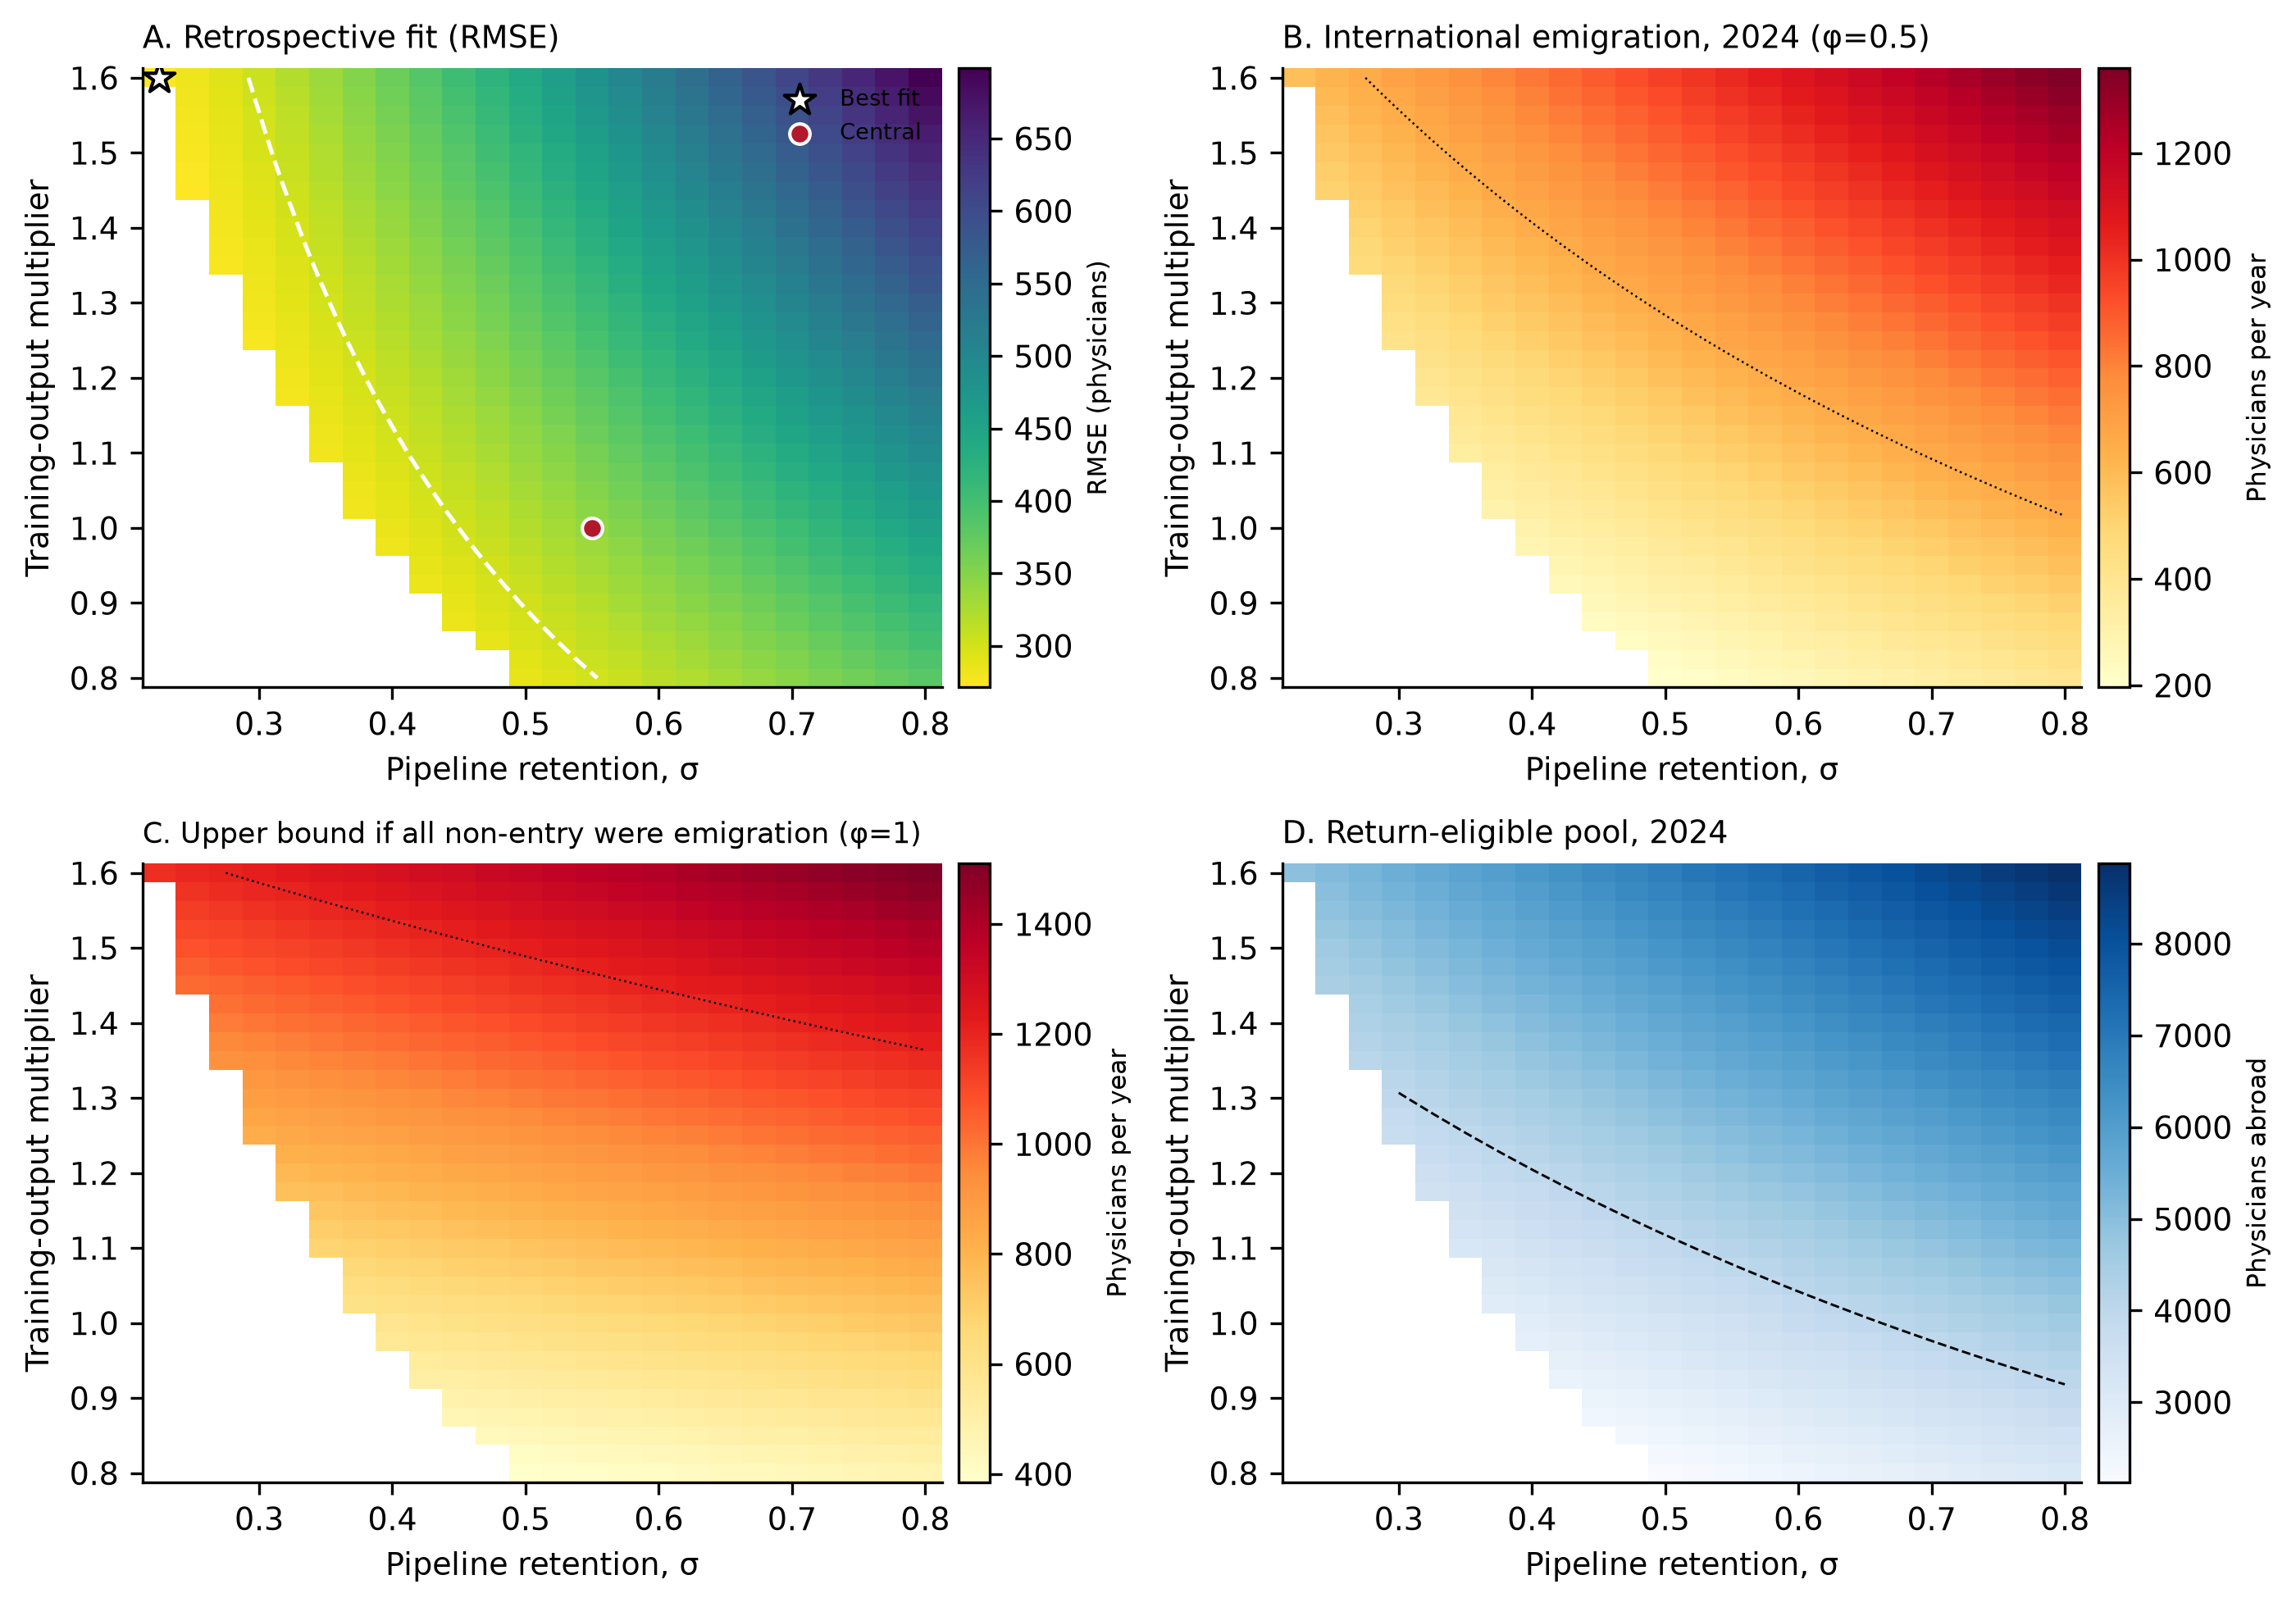 A. Retrospective fit (RMSE)
Training-output multiplier
1.6
1.5
1.4
1.3
1.2
1.1
1.0
0.9
0.8
Best fit
Central
0.3 0.4 0.5 0.6 0.7 0.8
Pipeline retention, σ
650
600
550
500
450
400
350
300
RMSE (physicians)
B. International emigration, 2024 (φ=0.5)
Training-output multiplier
1.6
1.5
1.4
1.3
1.2
1.1
1.0
0.9
0.8
0.3 0.4 0.5 0.6 0.7 0.8
Pipeline retention, σ
1200
1000
800
600
400
200
Physicians per year
C. Upper bound if all non-entry were emigration (φ=1)
Training-output multiplier
1.6
1.5
1.4
1.3
1.2
1.1
1.0
0.9
0.8
0.3 0.4 0.5 0.6 0.7 0.8
Pipeline retention, σ
1400
1200
1000
800
600
400
Physicians per year
D. Return-eligible pool, 2024
Training-output multiplier
1.6
1.5
1.4
1.3
1.2
1.1
1.0
0.9
0.8
0.3 0.4 0.5 0.6 0.7 0.8
Pipeline retention, σ
8000
7000
6000
5000
4000
3000
Physicians abroad